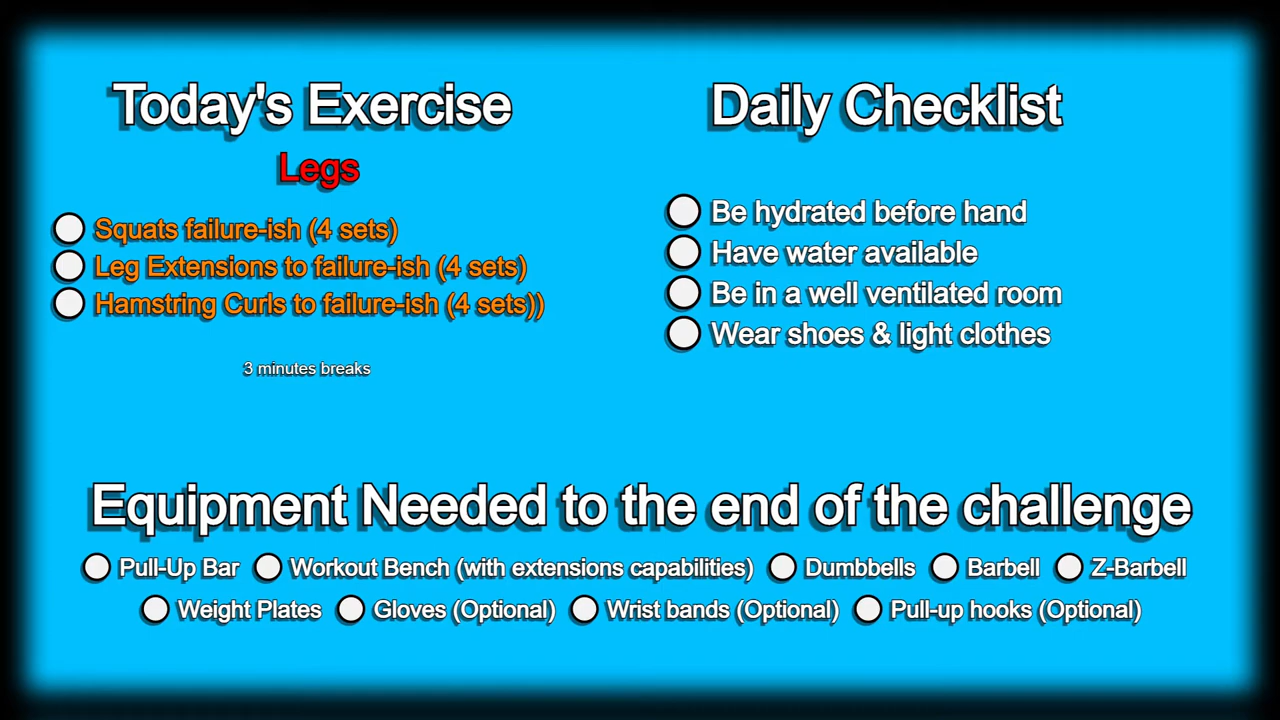 Today's Exercise
Legs
Squats failure-ish (4 sets)
Leg Extensions to failure-ish (4 sets)
Hamstring Curls to failure-ish (4 sets))
3 minutes breaks
Daily Checklist
Be hydrated before hand
Have water available
Be in a well ventilated room
Wear shoes & light clothes
Equipment Needed to the end of the challenge
Pull-Up Bar Workout Bench (with extensions capabilities) Dumbbells Barbell Z-Barbell
Weight Plates Gloves (Optional) Wrist bands (Optional) Pull-up hooks (Optional)